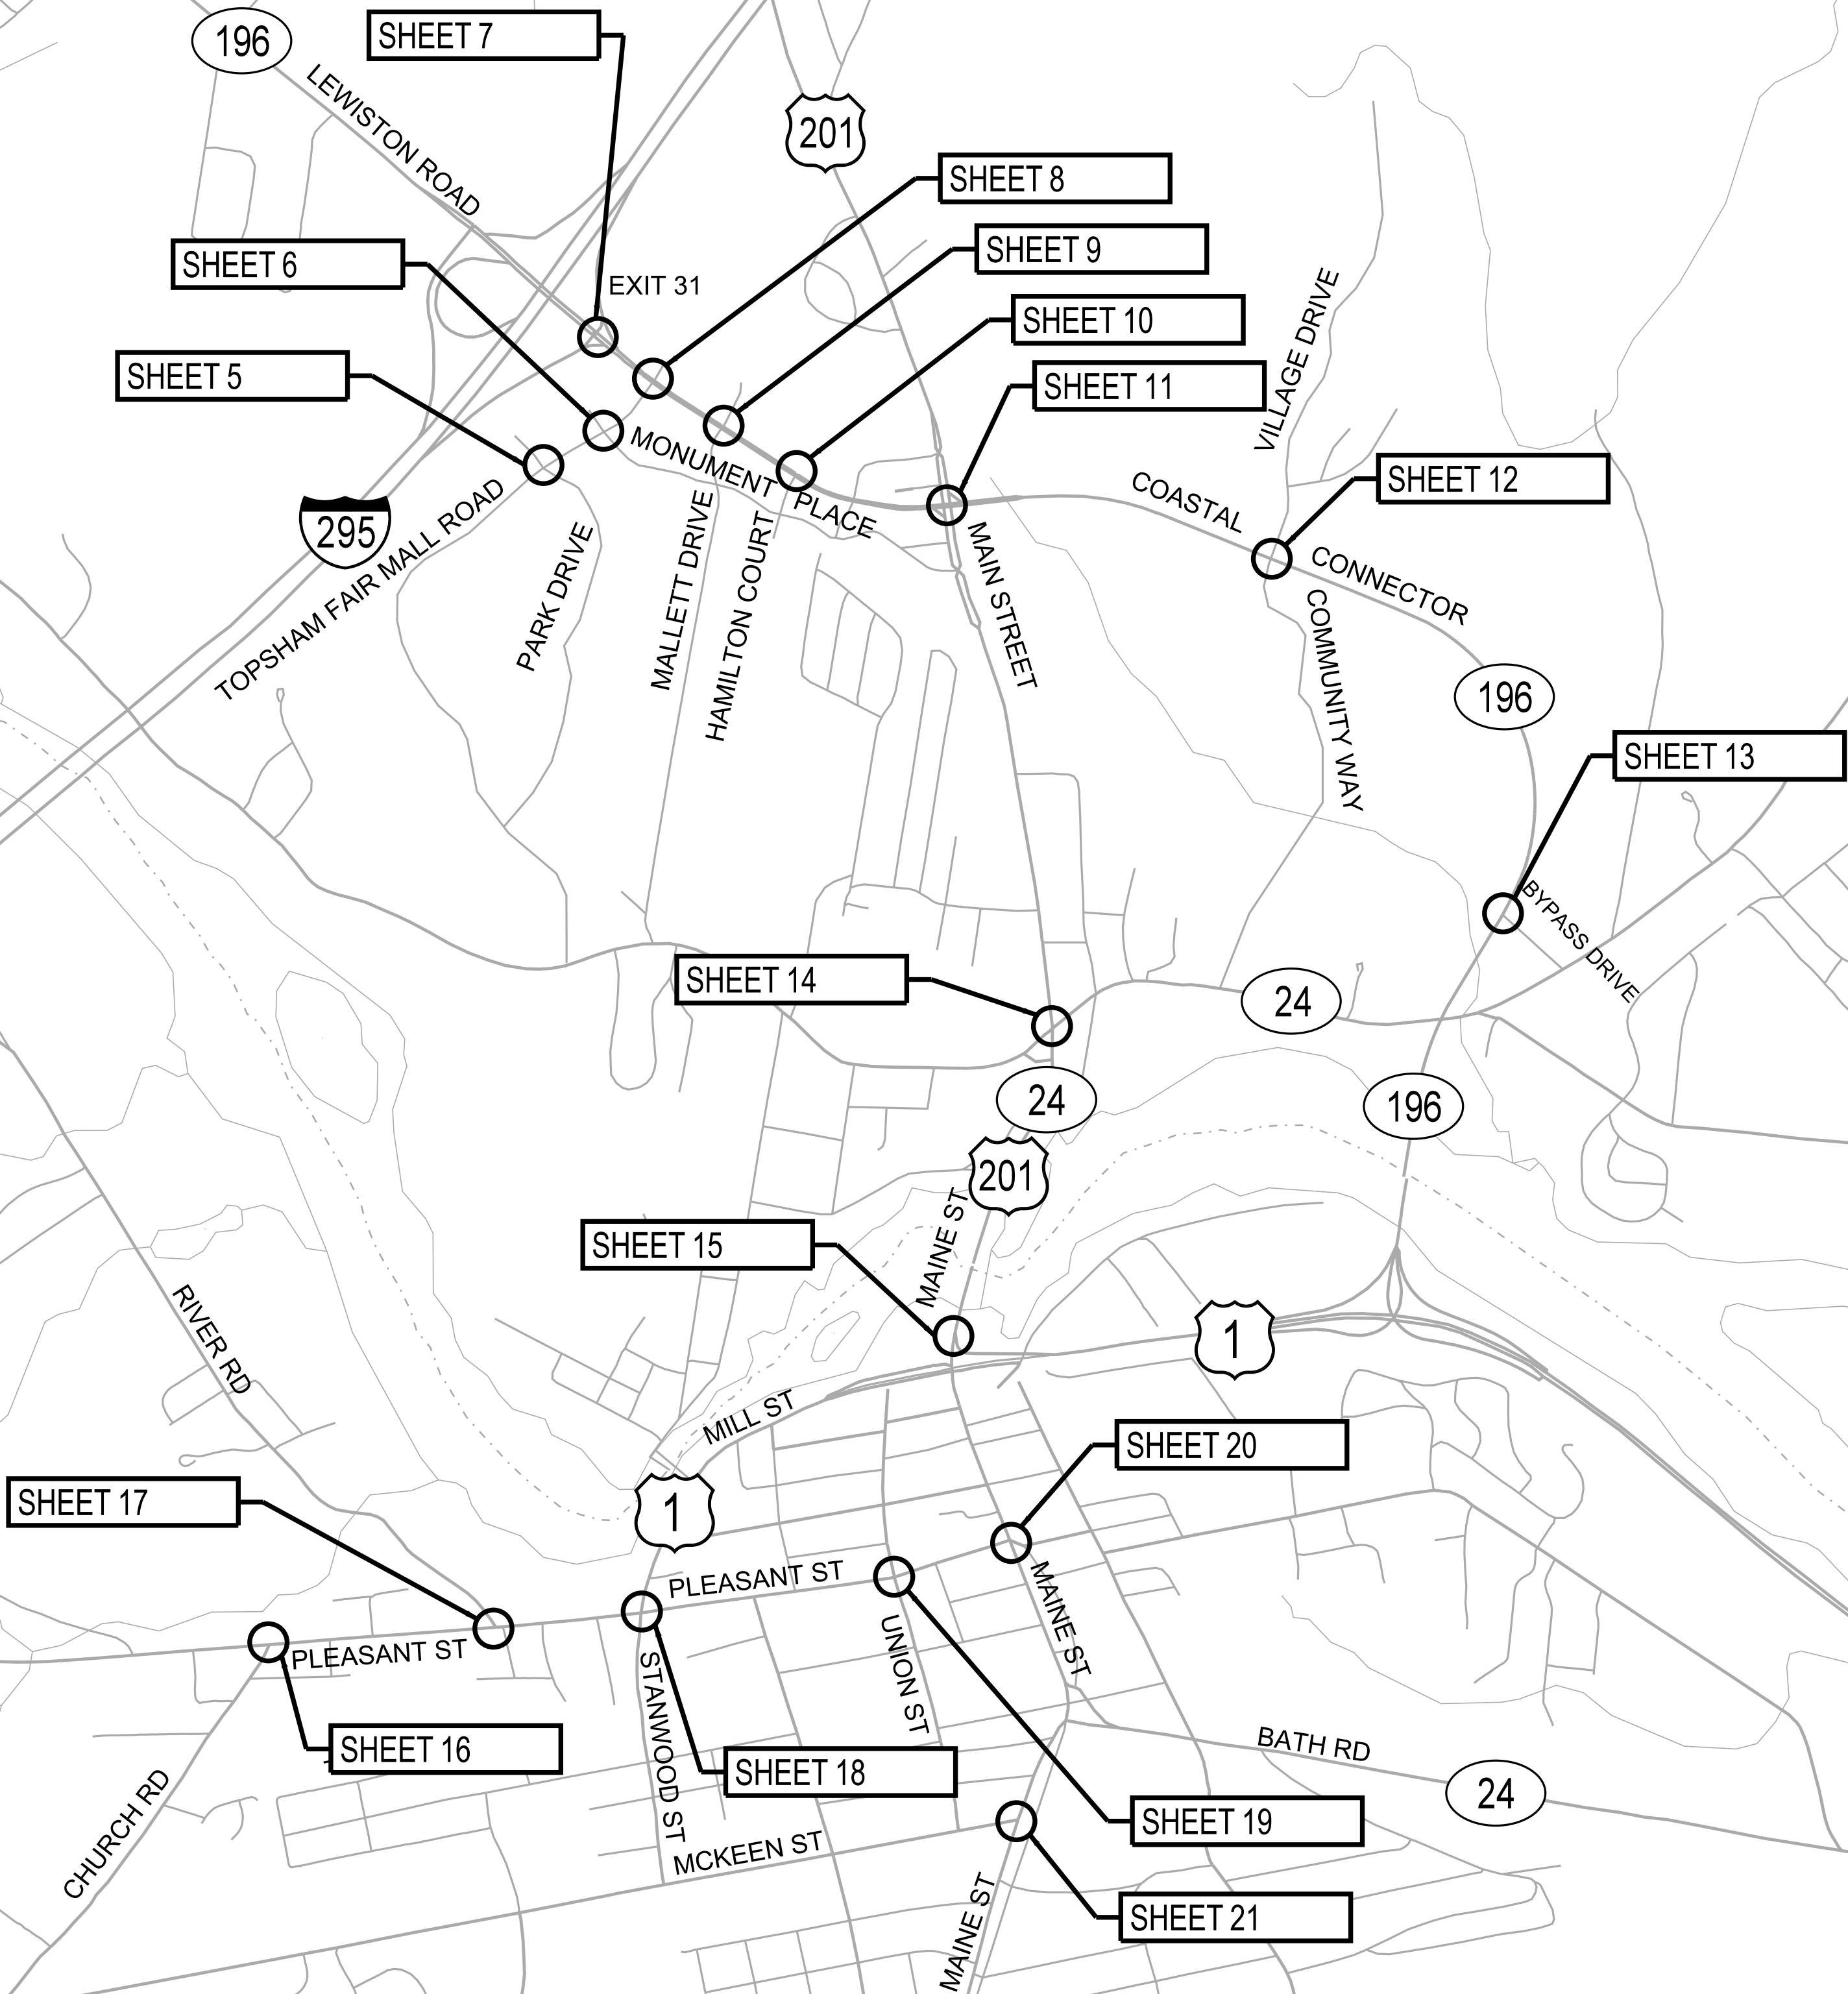 SHEET 7
196
LEWISTON ROAD
201
SHEET 8
SHEET 9
SHEET 6
EXIT 31
SHEET 10
VILLAGE DRIVE
SHEET 5
SHEET 11
MONUMENT PLACE
COASTAL CONNECTOR
SHEET 12
295
TOPSHAM FAIR MALL ROAD
PARK DRIVE
MALLETT DRIVE
HAMILTON COURT
MAIN STREET
COMMUNITY WAY
196
SHEET 13
BYPASS DRIVE
SHEET 14
24
24
196
201
MAINE ST
SHEET 15
RIVER RD
1
MILL ST
SHEET 20
SHEET 17
1
PLEASANT ST
MAINE ST
PLEASANT ST
UNION ST
STANWOOD ST
SHEET 16
SHEET 18
BATH RD
24
CHURCH RD
SHEET 19
MCKEEN ST
MAINE ST
SHEET 21